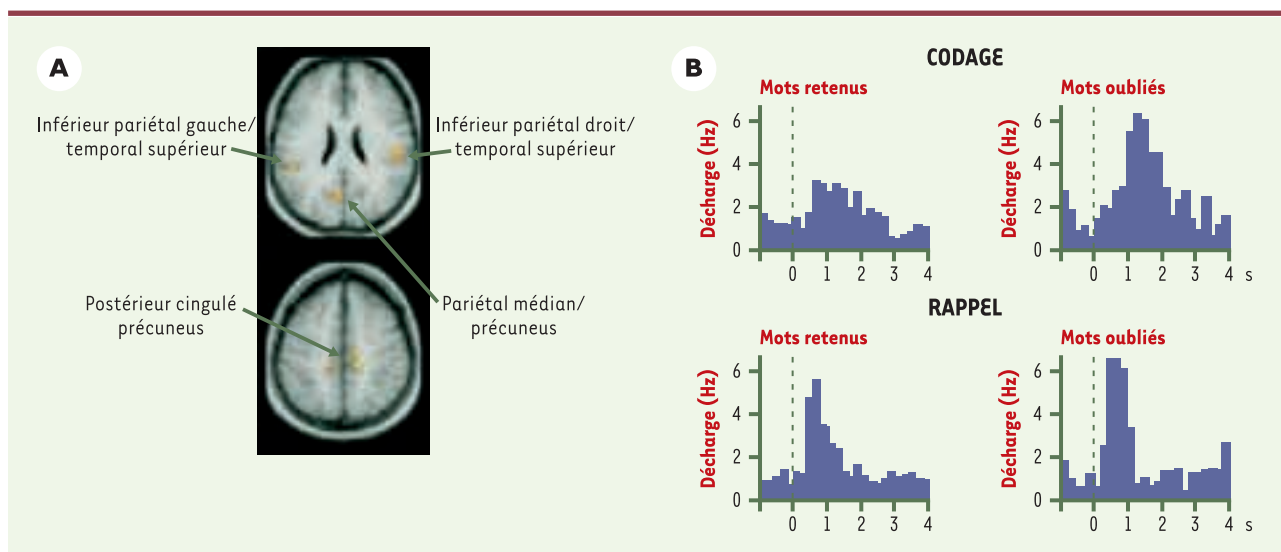 A
Inférieur pariétal gauche/
temporal supérieur
Inférieur pariétal droit/
temporal supérieur
Postérieur cingulé
précuneus
Pariétal médian/
précuneus
B
CODAGE
Mots retenus
Décharge (Hz)
6
4
2
0
0 1 2 3 4
Mots oubliés
Décharge (Hz)
6
4
2
0
0 1 2 3 4 s
RAPPEL
Mots retenus
Décharge (Hz)
6
4
2
0
0 1 2 3 4
Mots oubliés
Décharge (Hz)
6
4
2
0
0 1 2 3 4 s